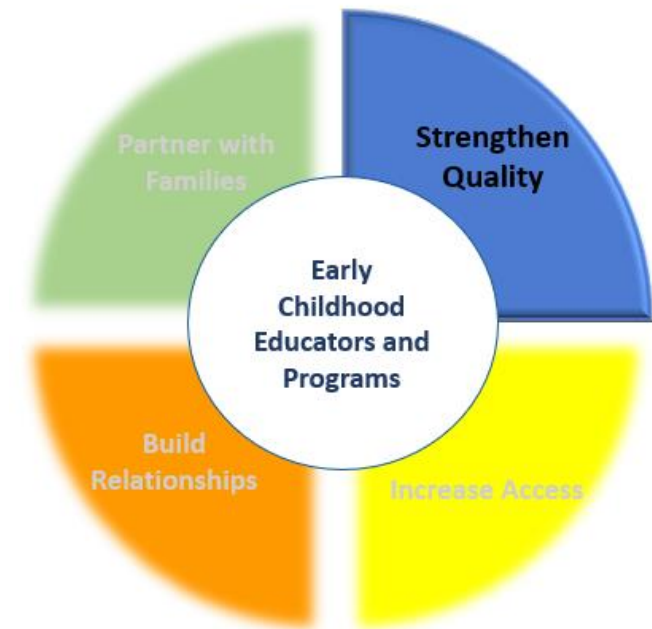 Partner with
Families
Strengthen
Quality
Early
Childhood
Educators and
Programs
Build
Relationships
Increase Access